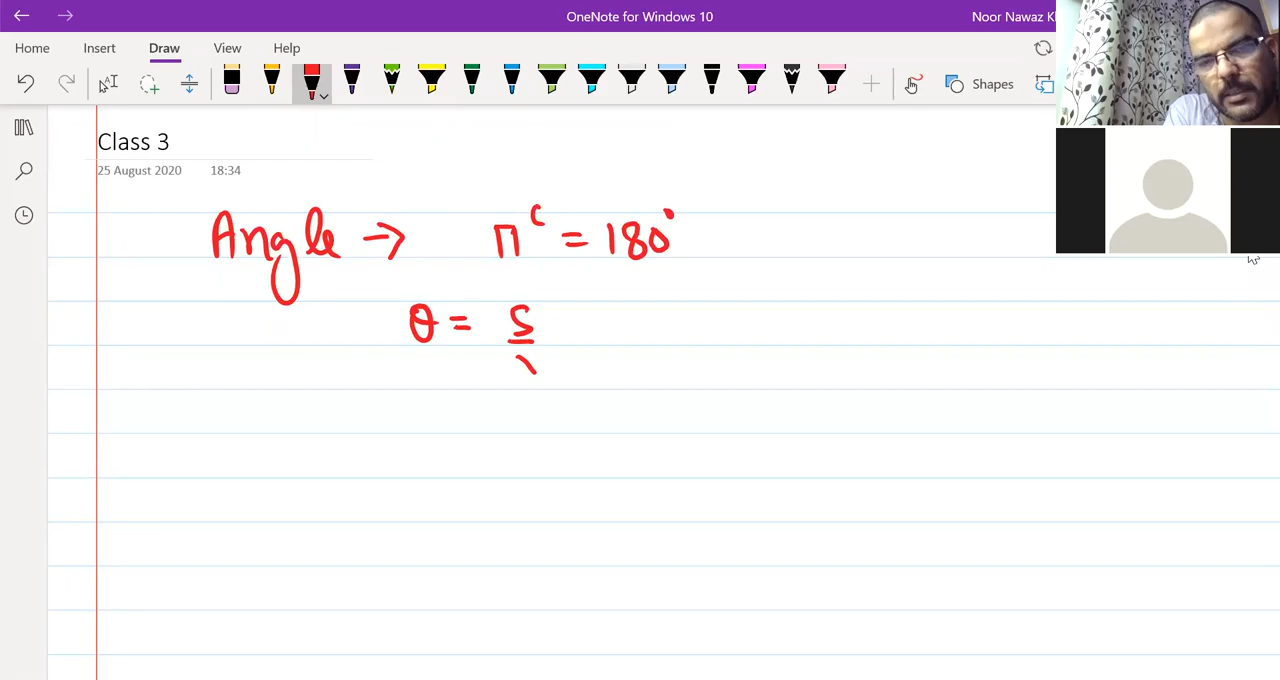 OneNote for Windows 10
Noor Nawaz Kh
Home Insert Draw View Help
Shapes
Class 3
25 August 2020 18:34
Angle → π^c = 180°
θ = s